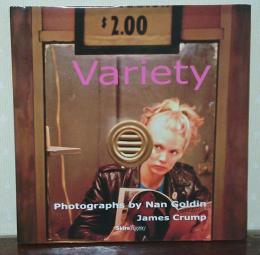 $2.00
Variety
Photographs by Nan Goldin
James Crump
Skira Rizzoli